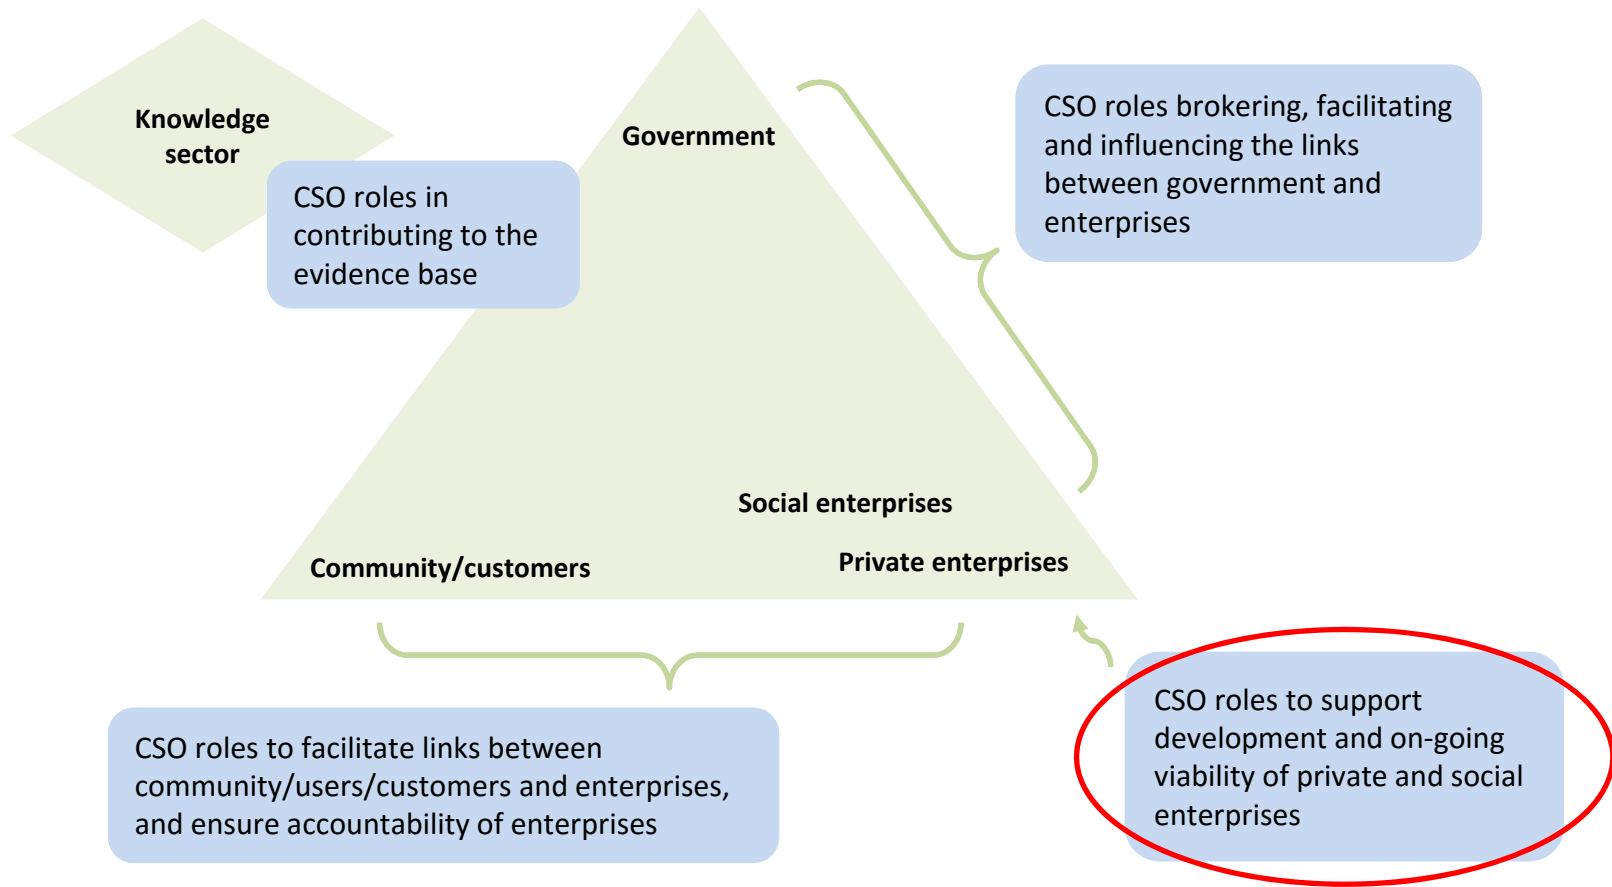 Knowledge
sector
CSO roles in
contributing to the
evidence base
Government
CSO roles brokering, facilitating
and influencing the links
between government and
enterprises
Social enterprises
Private enterprises
Community/customers
CSO roles to facilitate links between
community/users/customers and enterprises,
and ensure accountability of enterprises
CSO roles to support
development and on-going
viability of private and social
enterprises